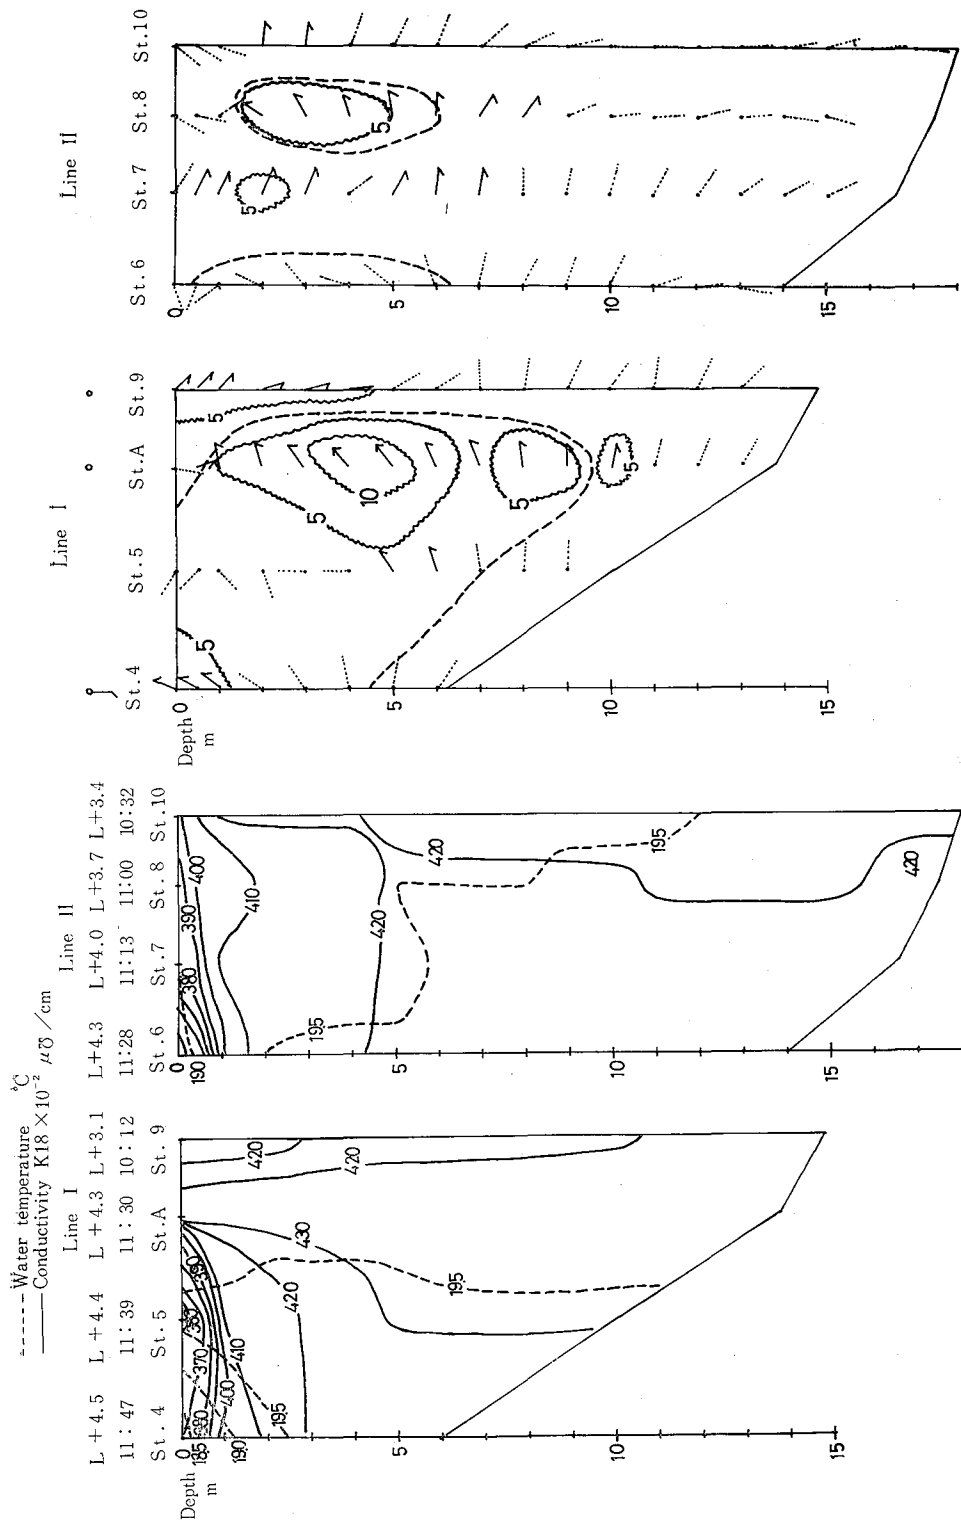 Water temperature °C
Conductivity K18 ×10⁻² μ℧/cm
Line I
L+4.5 L+4.4 L+4.3 L+3.1
11:47 11:39 11:30 10:12
St.4 St.5 St.A St.9
Depth
m
0
5
10
15
185
190
380
370
400
410
195
380
390
420
430
195
420
420
Line II
L+4.3 L+4.0 L+3.7 L+3.4
11:28 11:13 11:00 10:32
St.6 St.7 St.8 St.10
0
190
5
10
15
380
390
400
410
420
195
420
195
420
Line I
St.4 St.5 St.A St.9
Depth
m
0
5
10
15
5
5
10
5
5
5
Line II
St.6 St.7 St.8 St.10
0
5
10
15
5
5